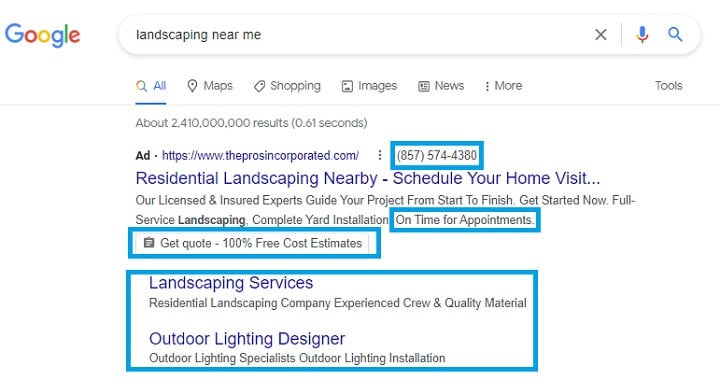 Google
landscaping near me
All Maps Shopping Images News More Tools
About 2,410,000,000 results (0.61 seconds)
Ad · https://www.theprosincorporated.com/ (857) 574-4380
Residential Landscaping Nearby - Schedule Your Home Visit...
Our Licensed & Insured Experts Guide Your Project From Start To Finish. Get Started Now. Full-
Service Landscaping, Complete Yard Installation. On Time for Appointments.
Get quote - 100% Free Cost Estimates
Landscaping Services
Residential Landscaping Company Experienced Crew & Quality Material
Outdoor Lighting Designer
Outdoor Lighting Specialists Outdoor Lighting Installation